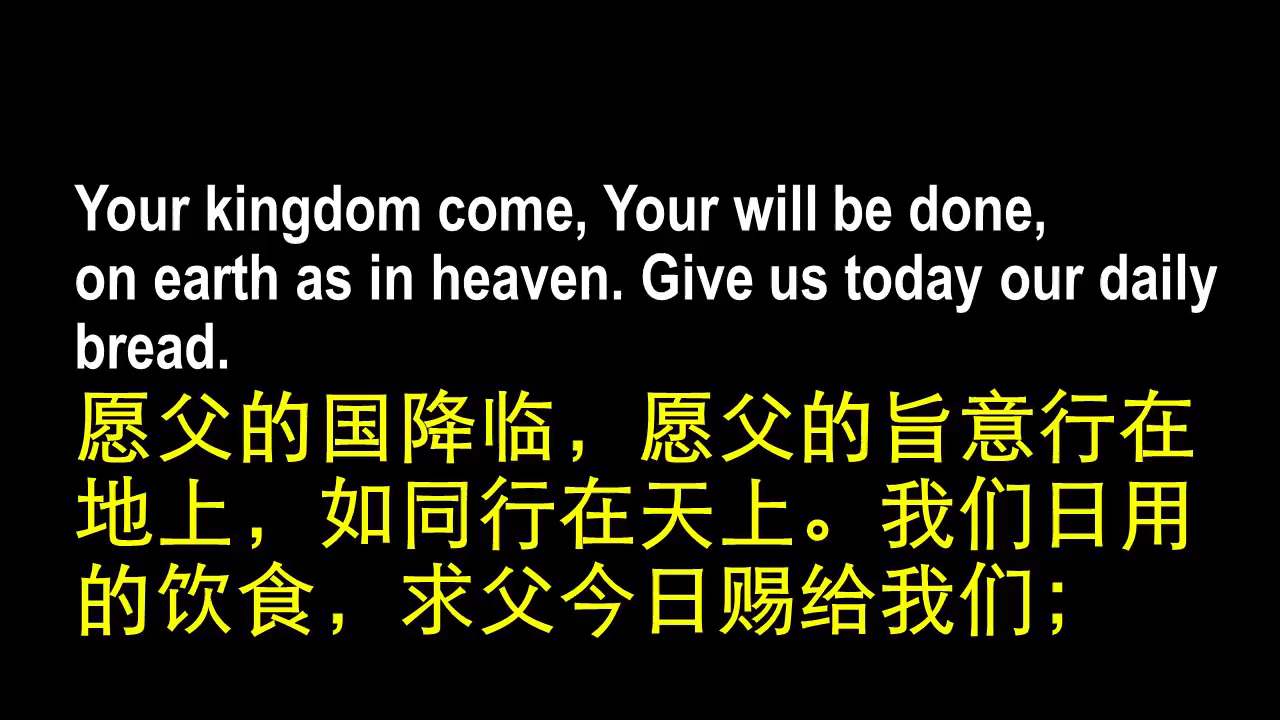 Your kingdom come, Your will be done,
on earth as in heaven. Give us today our daily
bread.
愿父的国降临，愿父的旨意行在
地上，如同行在天上。我们日用
的饮食，求父今日赐给我们；